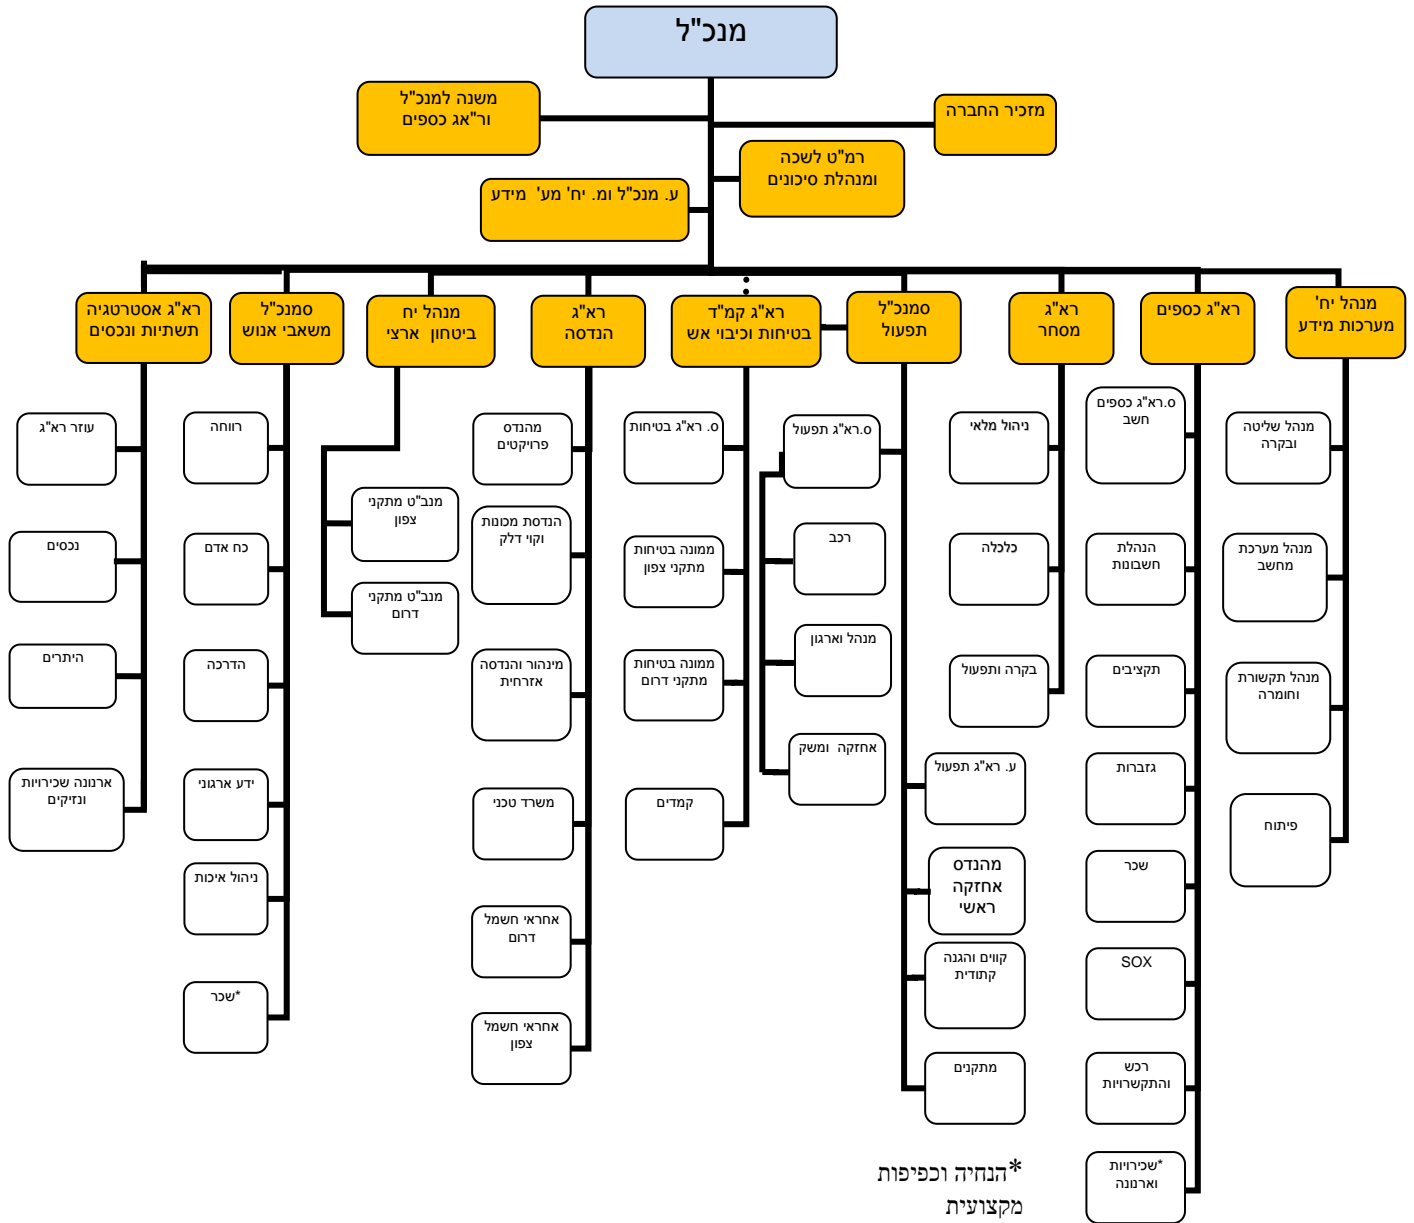 מנכ"ל
מזכיר החברה
משנה למנכ"ל
ור"אג כספים
רמ"ט לשכה
ומנהלת סיכונים
ע. מנכ"ל ומ. יח' מע' מידע
מנהל יח'
מערכות מידע
רא"ג כספים
רא"ג
מסחר
סמנכ"ל
תפעול
רא"ג קמ"ד
בטיחות וכיבוי אש
רא"ג
הנדסה
מנהל יח
ביטחון ארצי
סמנכ"ל
משאבי אנוש
רא"ג אסטרטגיה
תשתיות ונכסים
מנהל שליטה
ובקרה
מנהל מערכת
מחשב
מנהל תקשורת
וחומרה
פיתוח
ס.רא"ג כספים
חשב
הנהלת
חשבונות
תקציבים
גזברות
שכר
SOX
רכש
והתקשרויות
*שכירויות
וארנונה
ניהול מלאי
כלכלה
בקרה ותפעול
ס.רא"ג תפעול
רכב
מנהל וארגון
אחזקה ומשק
ע. רא"ג תפעול
מהנדס
אחזקה
ראשי
קווים והגנה
קתודית
מתקנים
ס. רא"ג בטיחות
ממונה בטיחות
מתקני צפון
ממונה בטיחות
מתקני דרום
קמדים
מהנדס
פרויקטים
הנדסת מכונות
וקוי דלק
מינהור והנדסה
אזרחית
משרד טכני
אחראי חשמל
דרום
אחראי חשמל
צפון
מנב"ט מתקני
צפון
מנב"ט מתקני
דרום
רווחה
כח אדם
הדרכה
ידע ארגוני
ניהול איכות
*שכר
עוזר רא"ג
נכסים
היתרים
ארנונה שכירויות
ונזיקים
*הנחיה וכפיפות
מקצועית